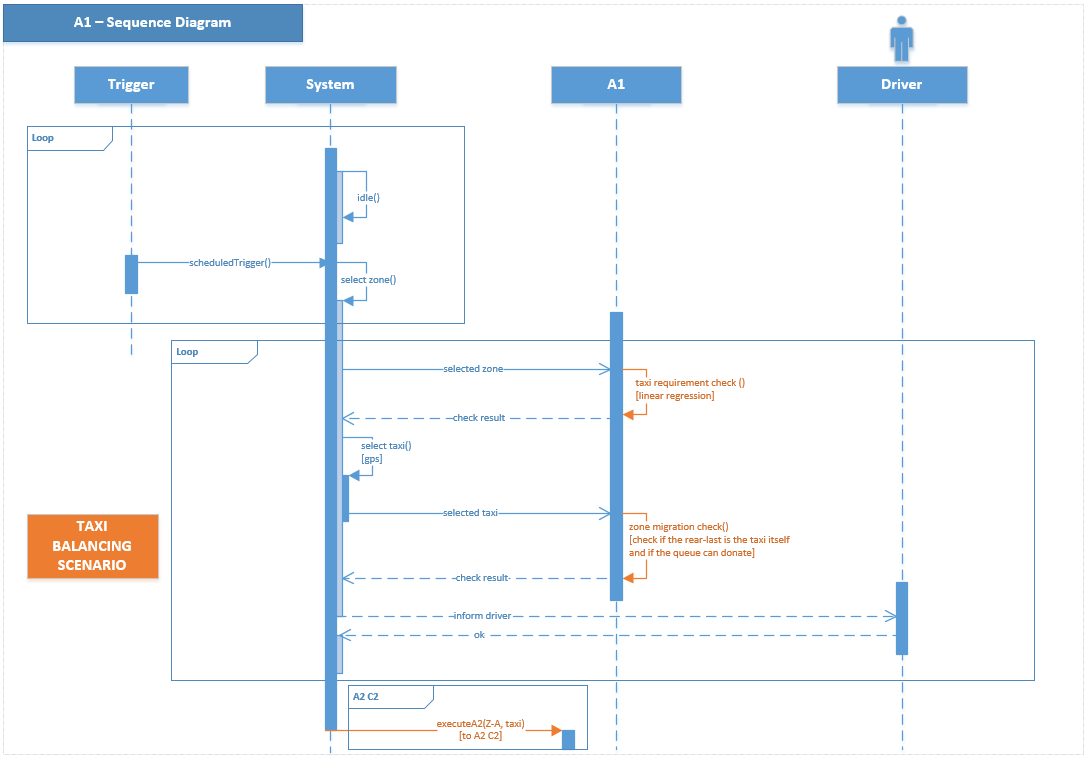 A1 – Sequence Diagram
Trigger
System
A1
Driver
Loop
idle()
scheduledTrigger()
select zone()
Loop
selected zone
taxi requirement check ()
[linear regression]
check result
select taxi()
[gps]
selected taxi
zone migration check()
[check if the rear-last is the taxi itself
and if the queue can donate]
TAXI
BALANCING
SCENARIO
check result
inform driver
ok
A2 C2
executeA2(Z-A, taxi)
[to A2 C2]